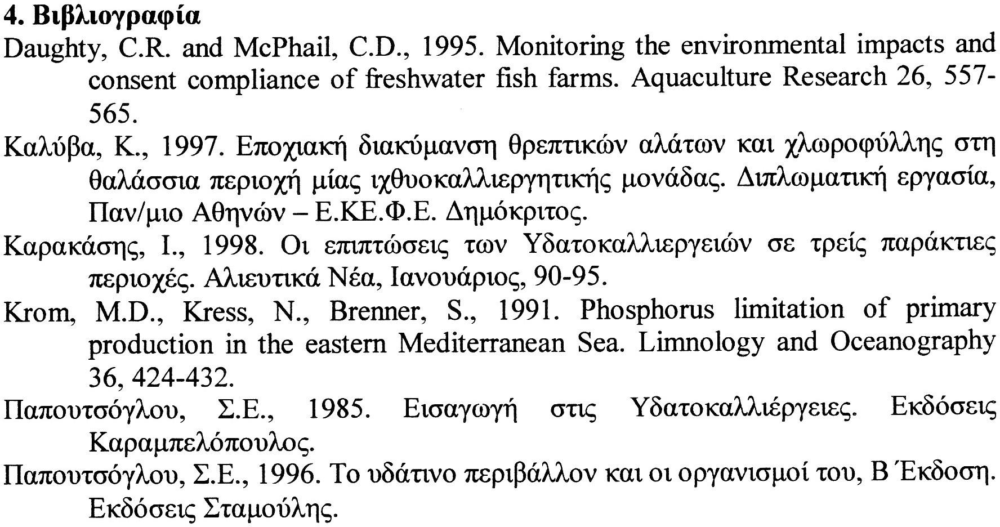 4. Βιβλιογραφία
Daughty, C.R. and McPhail, C.D., 1995. Monitoring the environmental impacts and
consent compliance of freshwater fish farms. Aquaculture Research 26, 557-
565.
Καλύβα, Κ., 1997. Εποχιακή διακύμανση θρεπτικών αλάτων και χλωροφύλλης στη
θαλάσσια περιοχή μίας ιχθυοκαλλιεργητικής μονάδας. Διπλωματική εργασία,
Παν/μιο Αθηνών – Ε.ΚΕ.Φ.Ε. Δημόκριτος.
Καρακάσης, Ι., 1998. Οι επιπτώσεις των Υδατοκαλλιεργειών σε τρείς παράκτιες
περιοχές. Αλιευτικά Νέα, Ιανουάριος, 90-95.
Krom, M.D., Kress, N., Brenner, S., 1991. Phosphorus limitation of primary
production in the eastern Mediterranean Sea. Limnology and Oceanography
36, 424-432.
Παπουτσόγλου, Σ.Ε., 1985. Εισαγωγή στις Υδατοκαλλιέργειες. Εκδόσεις
Καραμπελόπουλος.
Παπουτσόγλου, Σ.Ε., 1996. Το υδάτινο περιβάλλον και οι οργανισμοί του, Β Έκδοση.
Εκδόσεις Σταμούλης.